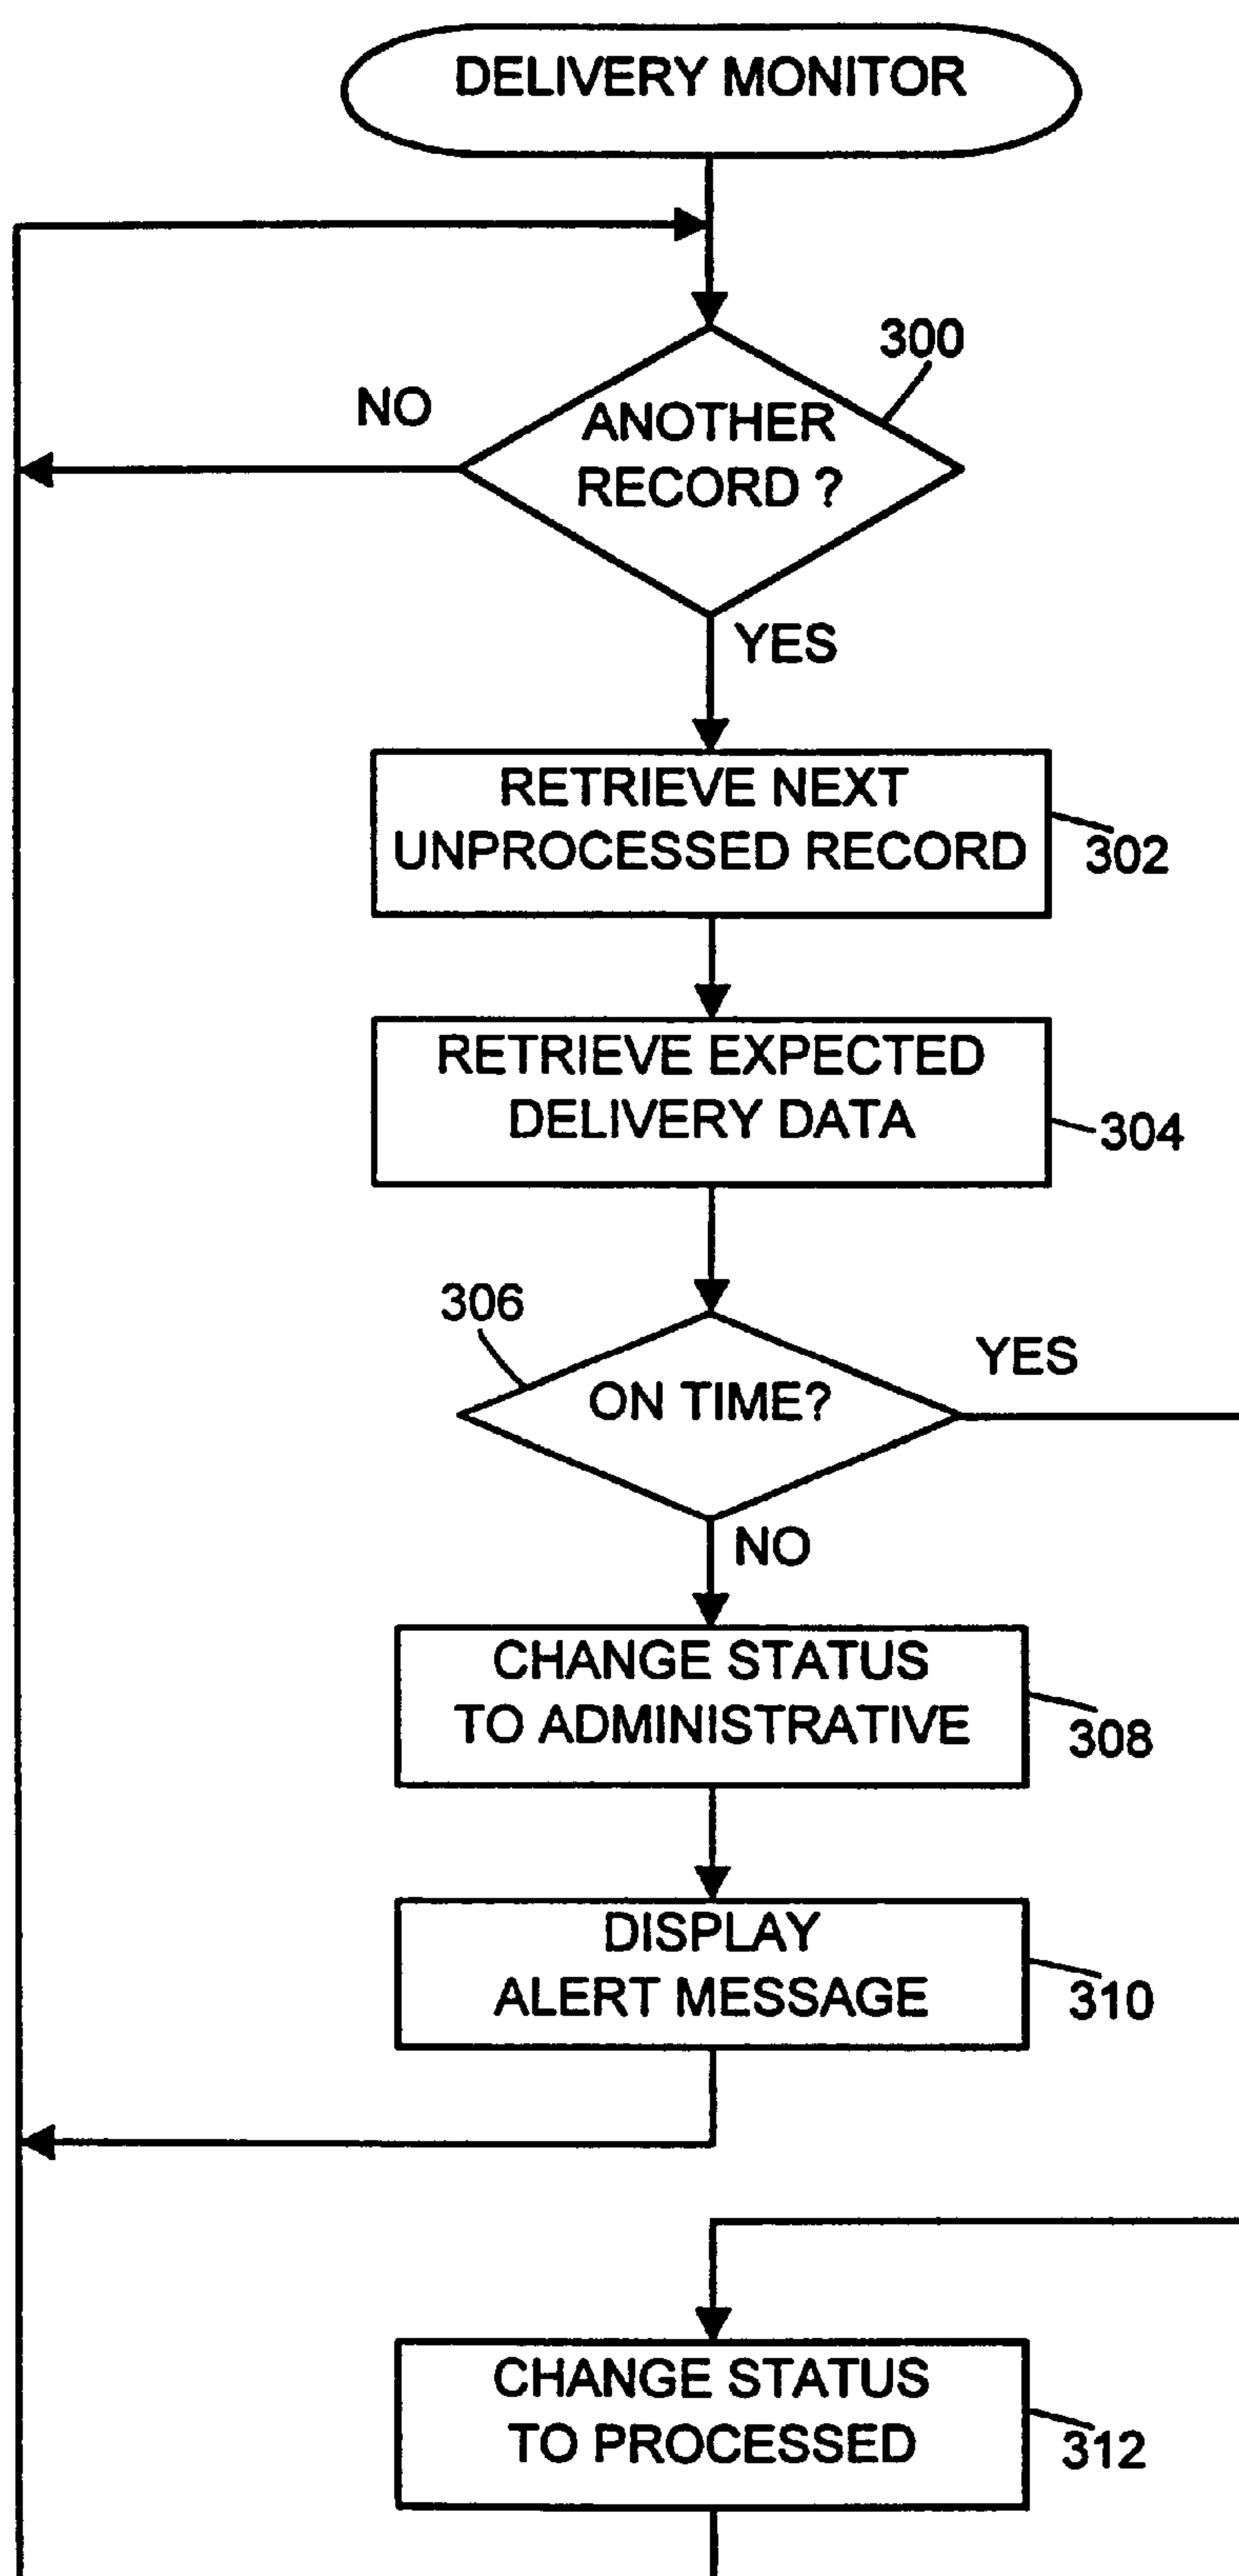 DELIVERY MONITOR
300
NO
ANOTHER
RECORD ?
YES
RETRIEVE NEXT
UNPROCESSED RECORD
302
RETRIEVE EXPECTED
DELIVERY DATA
304
306
YES
ON TIME?
NO
CHANGE STATUS
TO ADMINISTRATIVE
308
DISPLAY
ALERT MESSAGE
310
CHANGE STATUS
TO PROCESSED
312